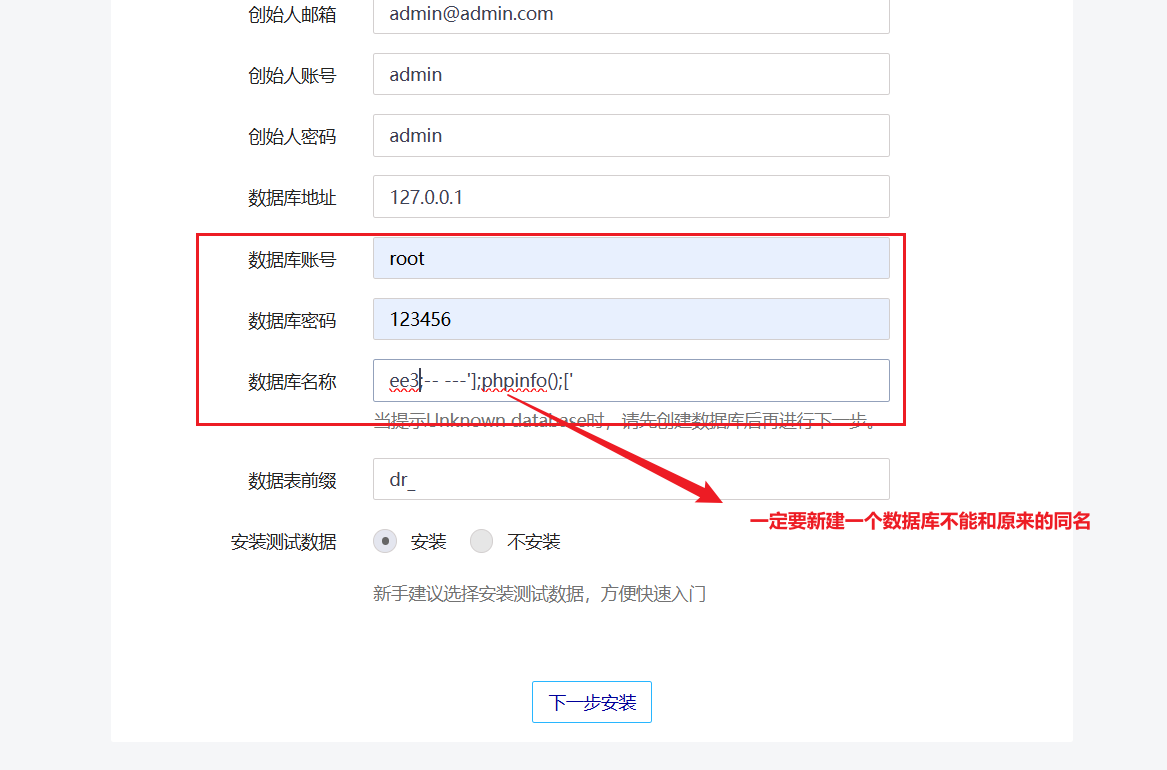 创始人邮箱 admin@admin.com
创始人账号 admin
创始人密码 admin
数据库地址 127.0.0.1
数据库账号 root
数据库密码 123456
数据库名称 ee3;-- ---'];phpinfo();['
当提示Unknown database时，请先创建数据库后再进行下一步。
数据表前缀 dr_
一定要新建一个数据库不能和原来的同名
安装测试数据 安装 不安装
新手建议选择安装测试数据，方便快速入门
下一步安装